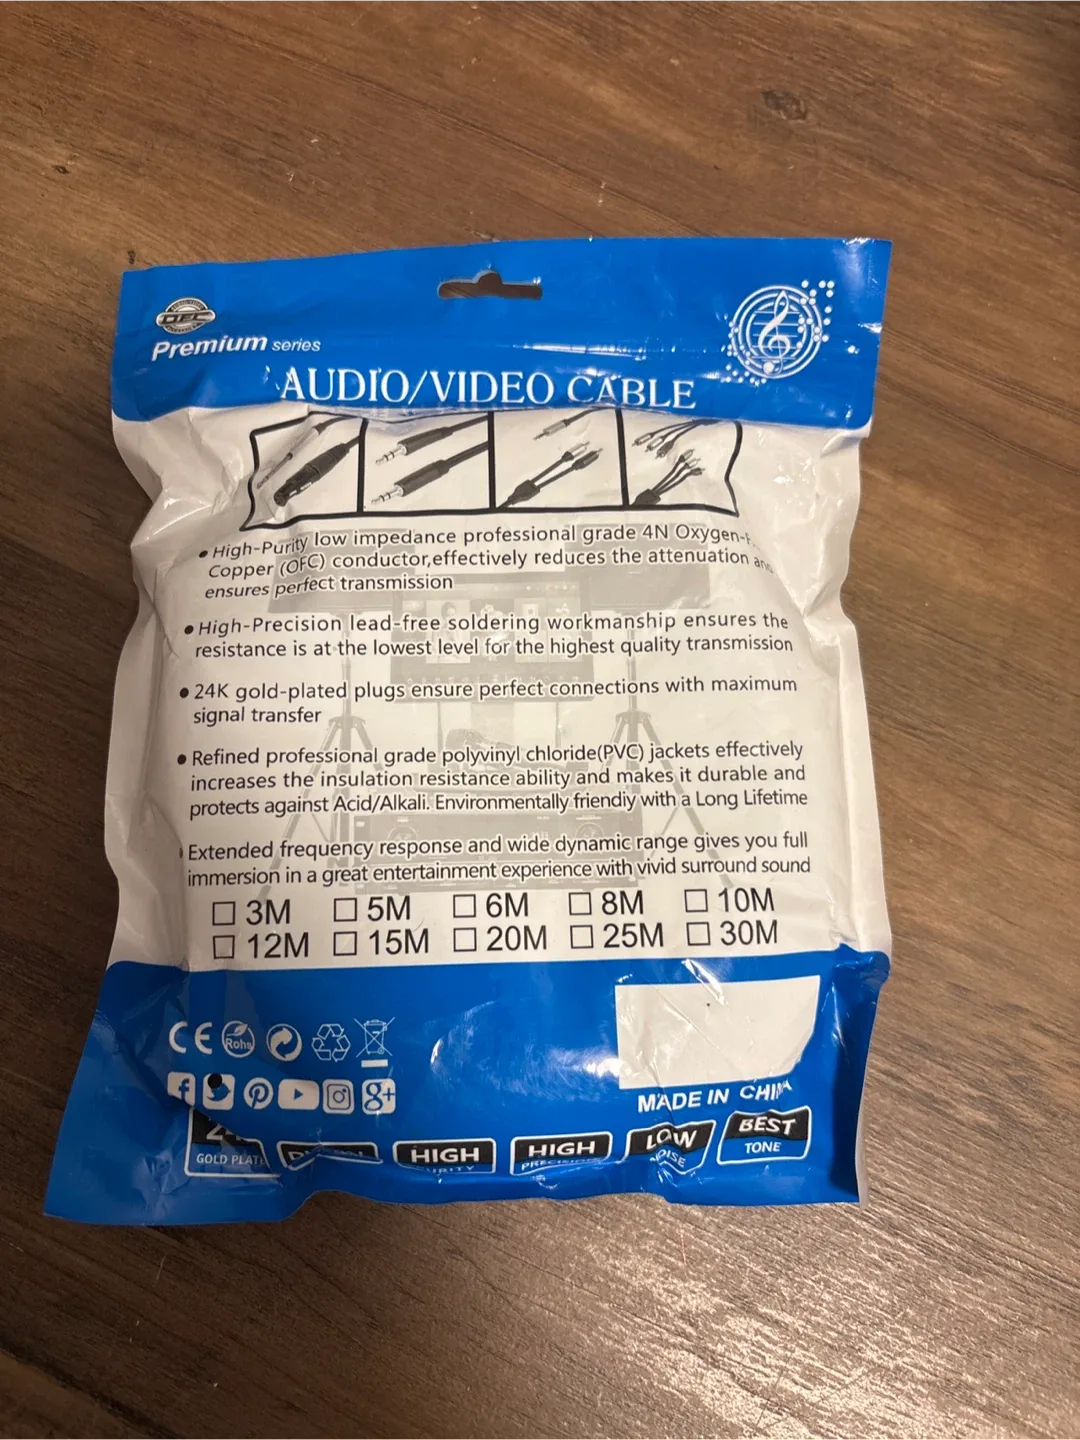 OFC
Premium series
AUDIO/VIDEO CABLE
● High-Purity low impedance professional grade 4N Oxygen-
Copper (OFC) conductor,effectively reduces the attenuation
ensures perfect transmission
● High-Precision lead-free soldering workmanship ensures the
resistance is at the lowest level for the highest quality transmission
● 24K gold-plated plugs ensure perfect connections with maximum
signal transfer
● Refined professional grade polyvinyl chloride(PVC) jackets effectively
increases the insulation resistance ability and makes it durable and
protects against Acid/Alkali. Environmentally friendiy with a Long Lifetime
Extended frequency response and wide dynamic range gives you full
immersion in a great entertainment experience with vivid surround sound
□ 3M □ 5M □ 6M □ 8M □ 10M
□ 12M □ 15M □ 20M □ 25M □ 30M
CE Rohs
f g+
MADE IN CHINA
GOLD PLATE HIGH HIGH LOW BEST
TONE